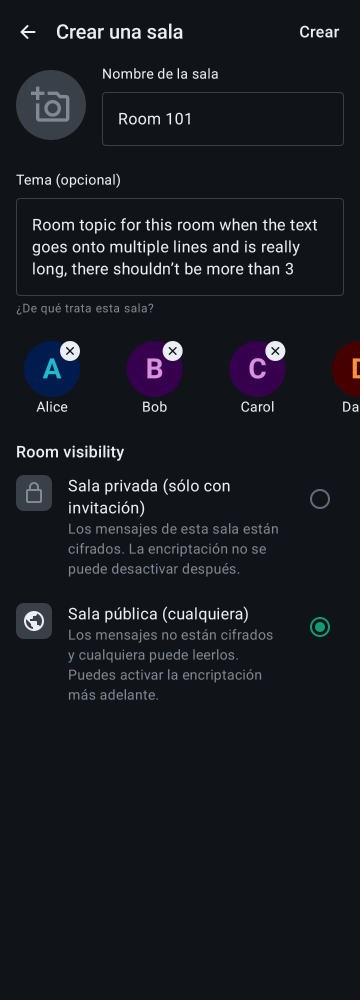 Crear una sala
Crear
Nombre de la sala
Room 101
Tema (opcional)
Room topic for this room when the text
goes onto multiple lines and is really
long, there shouldn’t be more than 3
¿De qué trata esta sala?
A
B
C
D
Alice
Bob
Carol
Da
Room visibility
Sala privada (sólo con
invitación)
Los mensajes de esta sala están
cifrados. La encriptación no se
puede desactivar después.
Sala pública (cualquiera)
Los mensajes no están cifrados
y cualquiera puede leerlos.
Puedes activar la encriptación
más adelante.